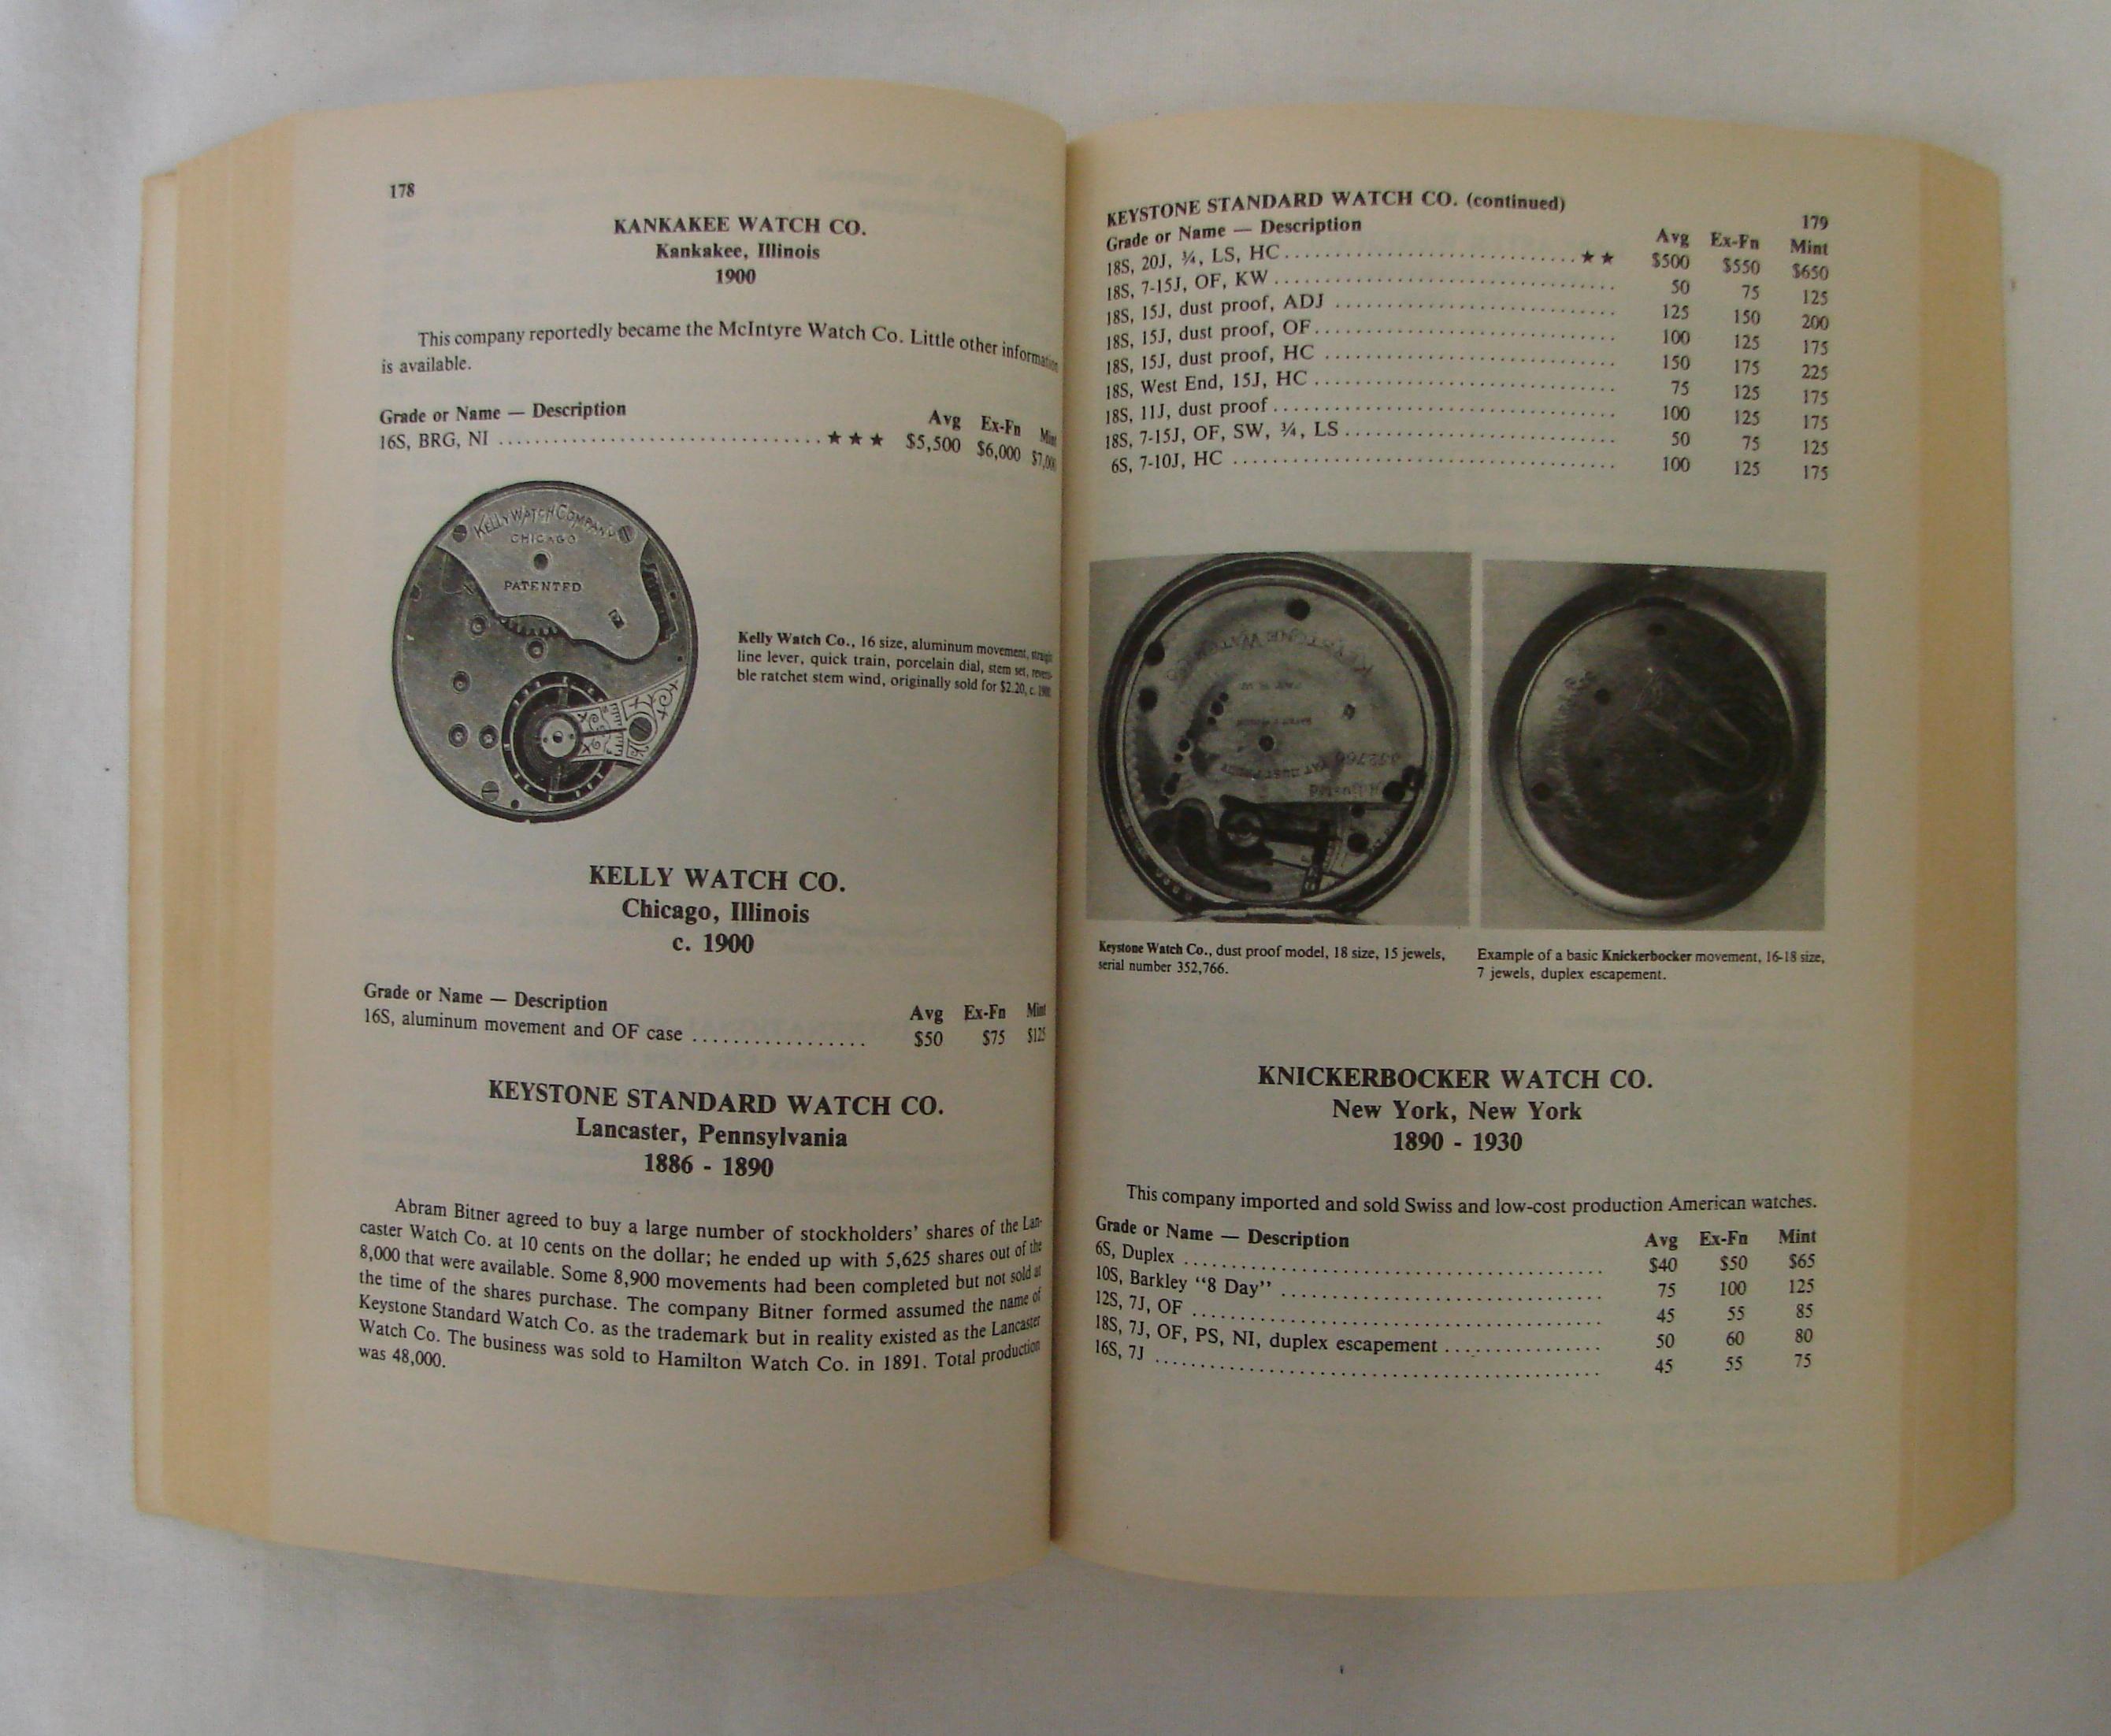 178
KANKAKEE WATCH CO.
Kankakee, Illinois
1900
This company reportedly became the McIntyre Watch Co. Little other information
is available.
Grade or Name — Description Avg Ex-Fn Mint
16S, BRG, NI ................................ ★ ★ ★ $5,500 $6,000 $7,000
KELLY WATCH COMPANY
CHICAGO
PATENTED
Kelly Watch Co., 16 size, aluminum movement, straight
line lever, quick train, porcelain dial, stem set, reversi-
ble ratchet stem wind, originally sold for $2.20, c. 1900.
KELLY WATCH CO.
Chicago, Illinois
c. 1900
Grade or Name — Description Avg Ex-Fn Mint
16S, aluminum movement and OF case ................. $50 $75 $125
KEYSTONE STANDARD WATCH CO.
Lancaster, Pennsylvania
1886 - 1890
Abram Bitner agreed to buy a large number of stockholders' shares of the Lan-
caster Watch Co. at 10 cents on the dollar; he ended up with 5,625 shares out of the
8,000 that were available. Some 8,900 movements had been completed but not sold at
the time of the shares purchase. The company Bitner formed assumed the name of
Keystone Standard Watch Co. as the trademark but in reality existed as the Lancaster
Watch Co. The business was sold to Hamilton Watch Co. in 1891. Total production
was 48,000.
KEYSTONE STANDARD WATCH CO. (continued)
179
Grade or Name — Description Avg Ex-Fn Mint
18S, 20J, ¾, LS, HC ............................. ★ ★ $500 $550 $650
18S, 7-15J, OF, KW ................................... 50 75 125
18S, 15J, dust proof, ADJ ............................. 125 150 200
18S, 15J, dust proof, OF ............................... 100 125 175
18S, 15J, dust proof, HC .............................. 150 175 225
18S, West End, 15J, HC ............................... 75 125 175
18S, 11J, dust proof ................................... 100 125 175
18S, 7-15J, OF, SW, ¾, LS ............................ 50 75 125
6S, 7-10J, HC ....................................... 100 125 175
KEYSTONE WATCH
352766
PAT DUST PROOF
Keystone Watch Co., dust proof model, 18 size, 15 jewels,
serial number 352,766.
Example of a basic Knickerbocker movement, 16-18 size,
7 jewels, duplex escapement.
KNICKERBOCKER WATCH CO.
New York, New York
1890 - 1930
This company imported and sold Swiss and low-cost production American watches.
Grade or Name — Description Avg Ex-Fn Mint
6S, Duplex .......................................... $40 $50 $65
10S, Barkley "8 Day" ................................ 75 100 125
12S, 7J, OF ......................................... 45 55 85
18S, 7J, OF, PS, NI, duplex escapement ................ 50 60 80
16S, 7J ............................................. 45 55 75